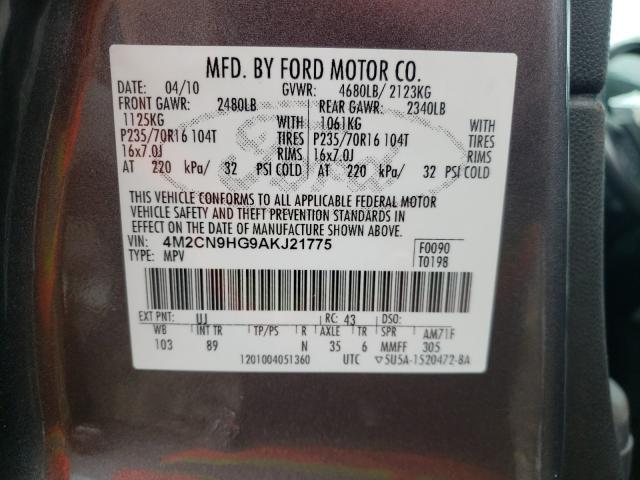 MFD. BY FORD MOTOR CO.
DATE: 04/10 GVWR: 4680LB/ 2123KG
FRONT GAWR: 2480LB REAR GAWR: 2340LB
1125KG WITH 1061KG WITH
P235/70R16 104T TIRES P235/70R16 104T TIRES
16x7.0J RIMS 16x7.0J RIMS
AT 220 kPa/ 32 PSI COLD AT 220 kPa/ 32 PSI COLD
THIS VEHICLE CONFORMS TO ALL APPLICABLE FEDERAL MOTOR
VEHICLE SAFETY AND THEFT PREVENTION STANDARDS IN
EFFECT ON THE DATE OF MANUFACTURE SHOWN ABOVE.
VIN: 4M2CN9HG9AKJ21775 F0090
TYPE: MPV T0198
EXT PNT: UJ RC: 43 DSO:
WB INT TR TP/PS R AXLE TR SPR AM71F
103 89 N 35 6 MMFF 305
1201004051360 UTC ▽5U5A-1520472-BA